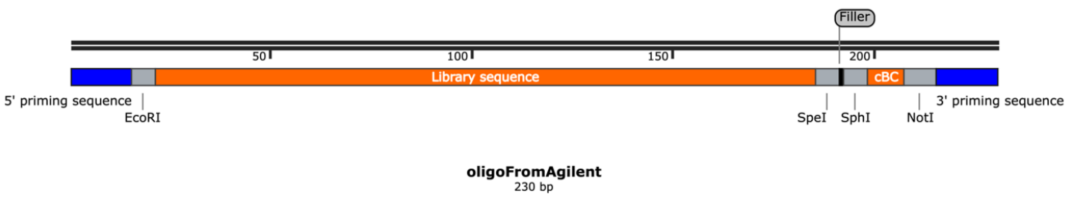 Filler
50
100
150
200
Library sequence
cBC
5' priming sequence
3' priming sequence
EcoRI
SpeI
SphI
NotI
oligoFromAgilent
230 bp